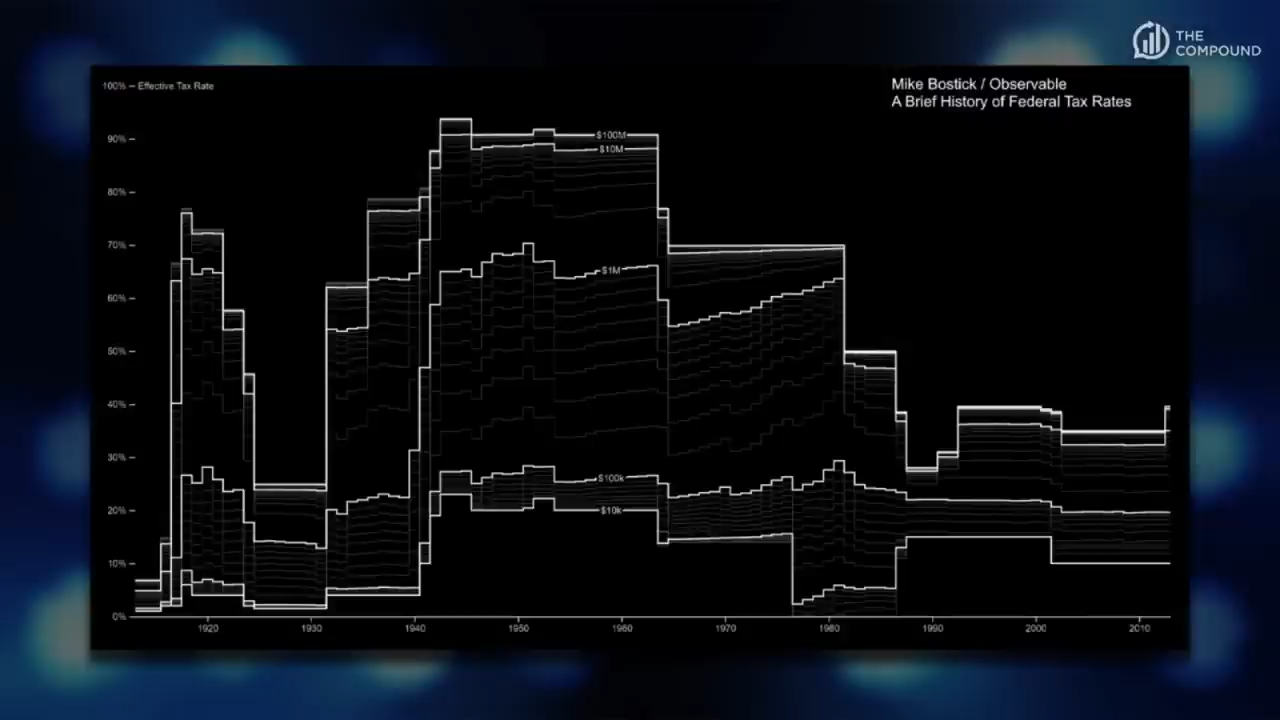 THE
COMPOUND
Mike Bostick / Observable
A Brief History of Federal Tax Rates
100% – Effective Tax Rate
90% –
80% –
70% –
60% –
50% –
40% –
30% –
20% –
10% –
0% –
$100M
$10M
$1M
$100k
$10k
1920
1930
1940
1950
1960
1970
1980
1990
2000
2010